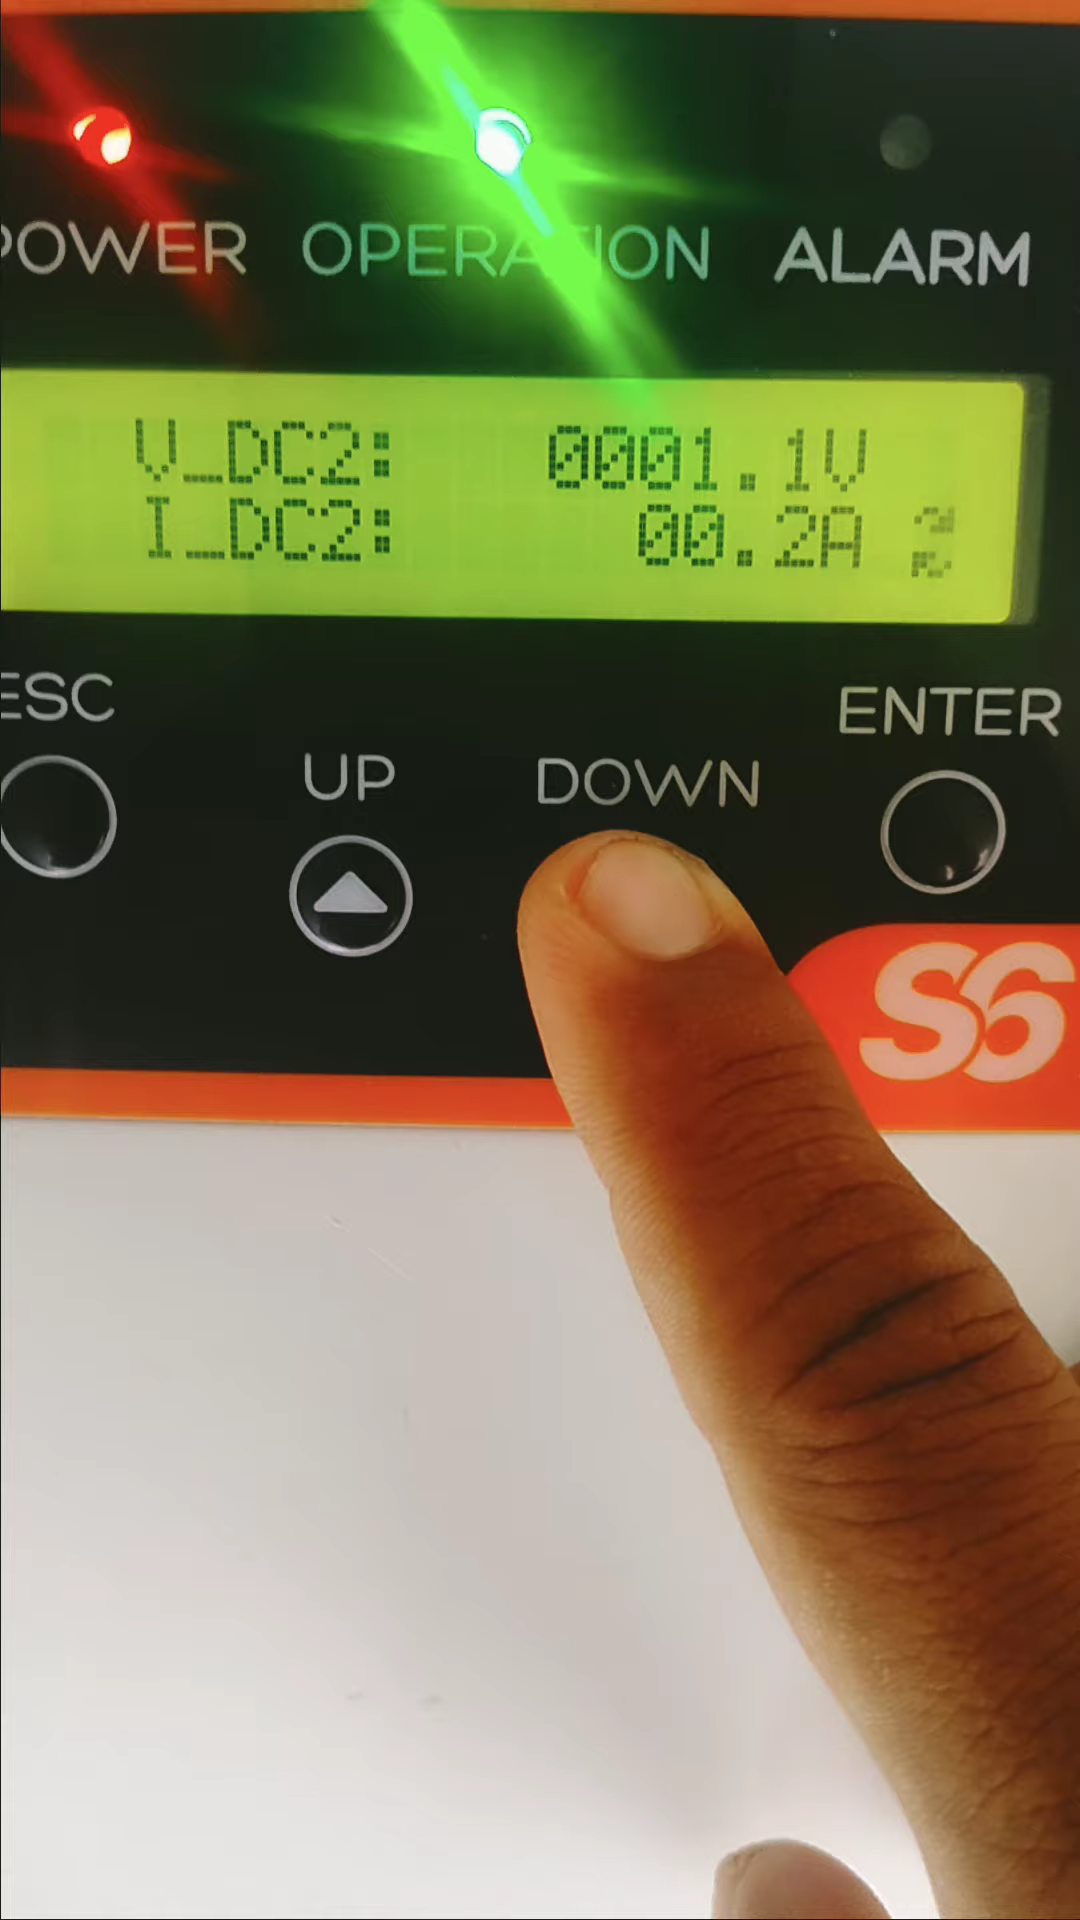 POWER OPERATION ALARM
V_DC2: 0001.1V
I_DC2: 00.2A
ESC UP DOWN ENTER
S6